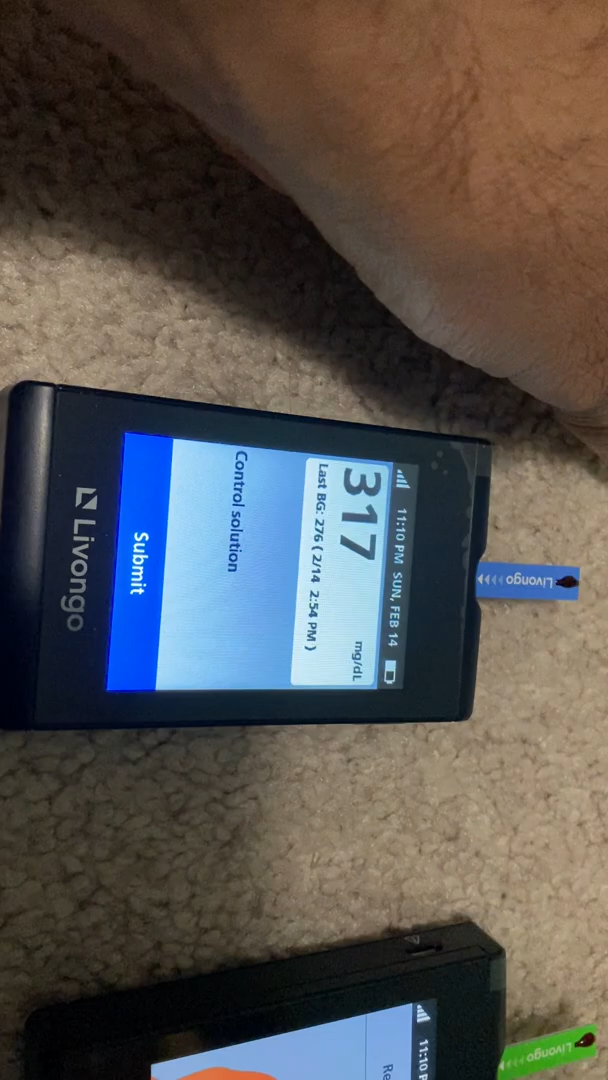 11:10 PM SUN, FEB 14
317 mg/dL
Last BG: 276 ( 2/14 2:54 PM )
Control solution
Submit
Livongo
Livongo
11:10 P
Re
Livongo